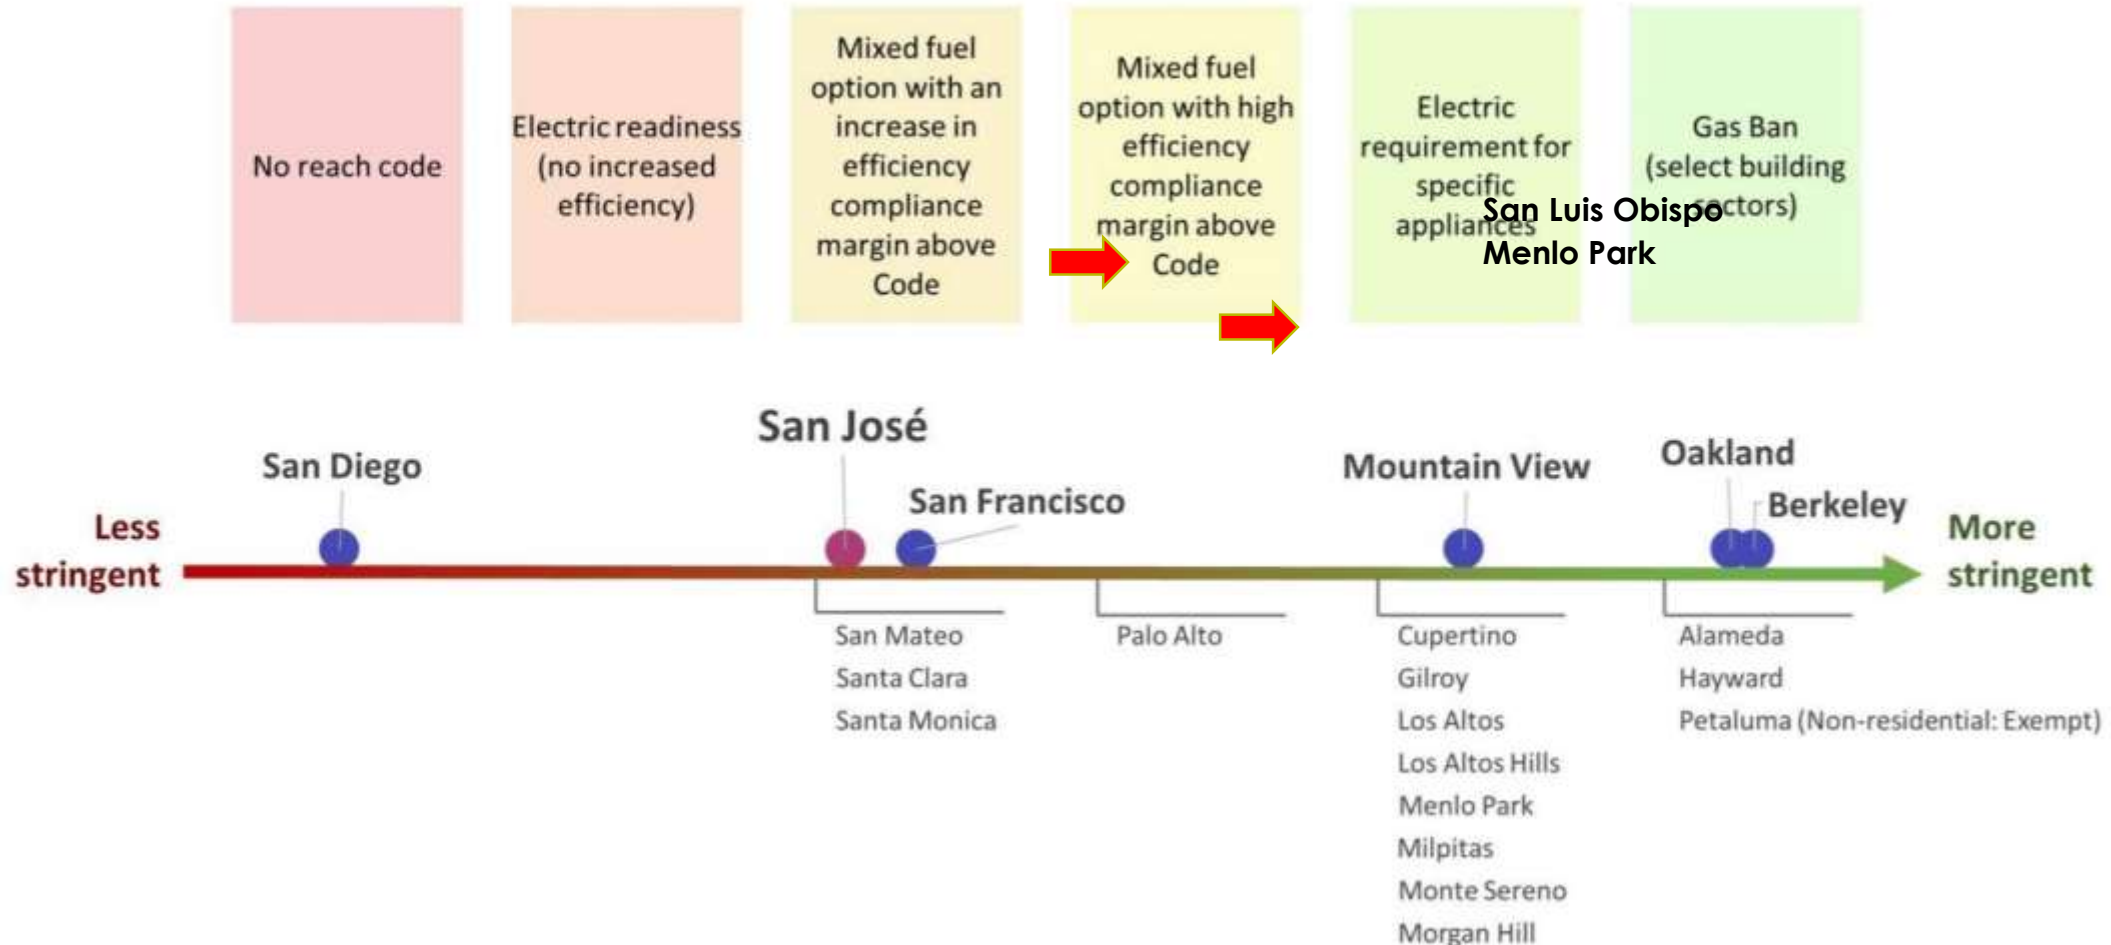 No reach code
Electric readiness
(no increased
efficiency)
Mixed fuel
option with an
increase in
efficiency
compliance
margin above
Code
Mixed fuel
option with high
efficiency
compliance
margin above
Code
Electric
requirement for
specific
appliances
Gas Ban
(select building
sectors)
San Luis Obispo
Menlo Park
San José
San Diego
San Francisco
Mountain View
Oakland
Berkeley
Less
stringent
More
stringent
San Mateo
Santa Clara
Santa Monica
Palo Alto
Cupertino
Gilroy
Los Altos
Los Altos Hills
Menlo Park
Milpitas
Monte Sereno
Morgan Hill
Alameda
Hayward
Petaluma (Non-residential: Exempt)